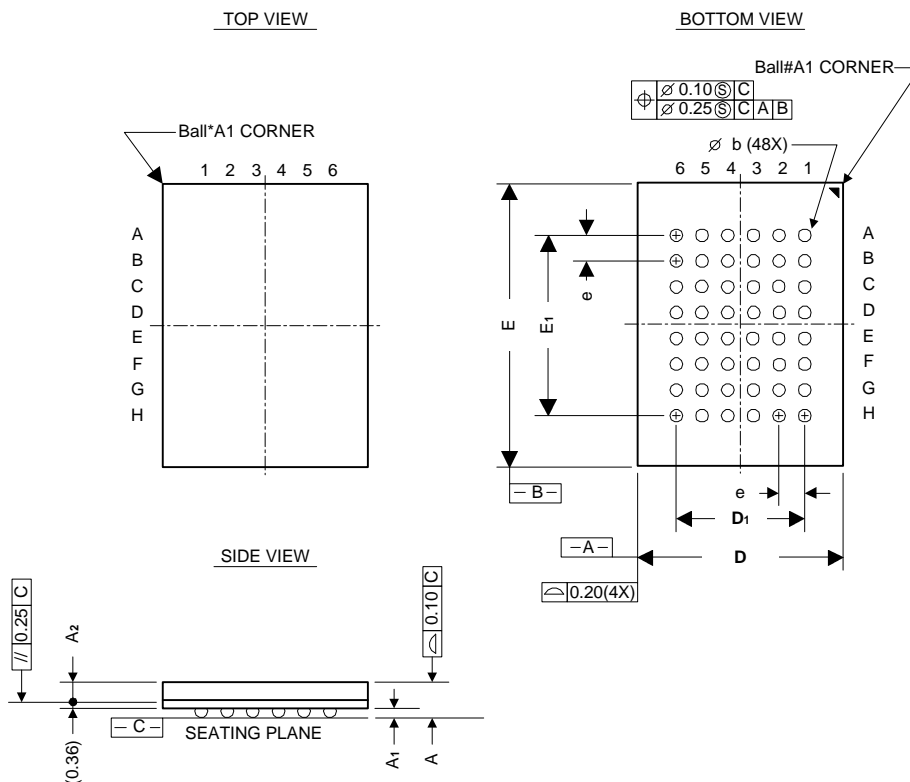 TOP VIEW
BOTTOM VIEW
Ball#A1 CORNER
⌀ 0.10Ⓢ C
⌀ 0.25Ⓢ C A B
Ball*A1 CORNER
⌀ b (48X)
1 2 3 4 5 6
6 5 4 3 2 1
A
B
C
D
E
F
G
H
A
B
C
D
E
F
G
H
e
E1
E
e
– B –
D1
– A –
D
0.20(4X)
SIDE VIEW
// 0.25 C
A2
0.10 C
– C –
SEATING PLANE
(0.36)
A1
A